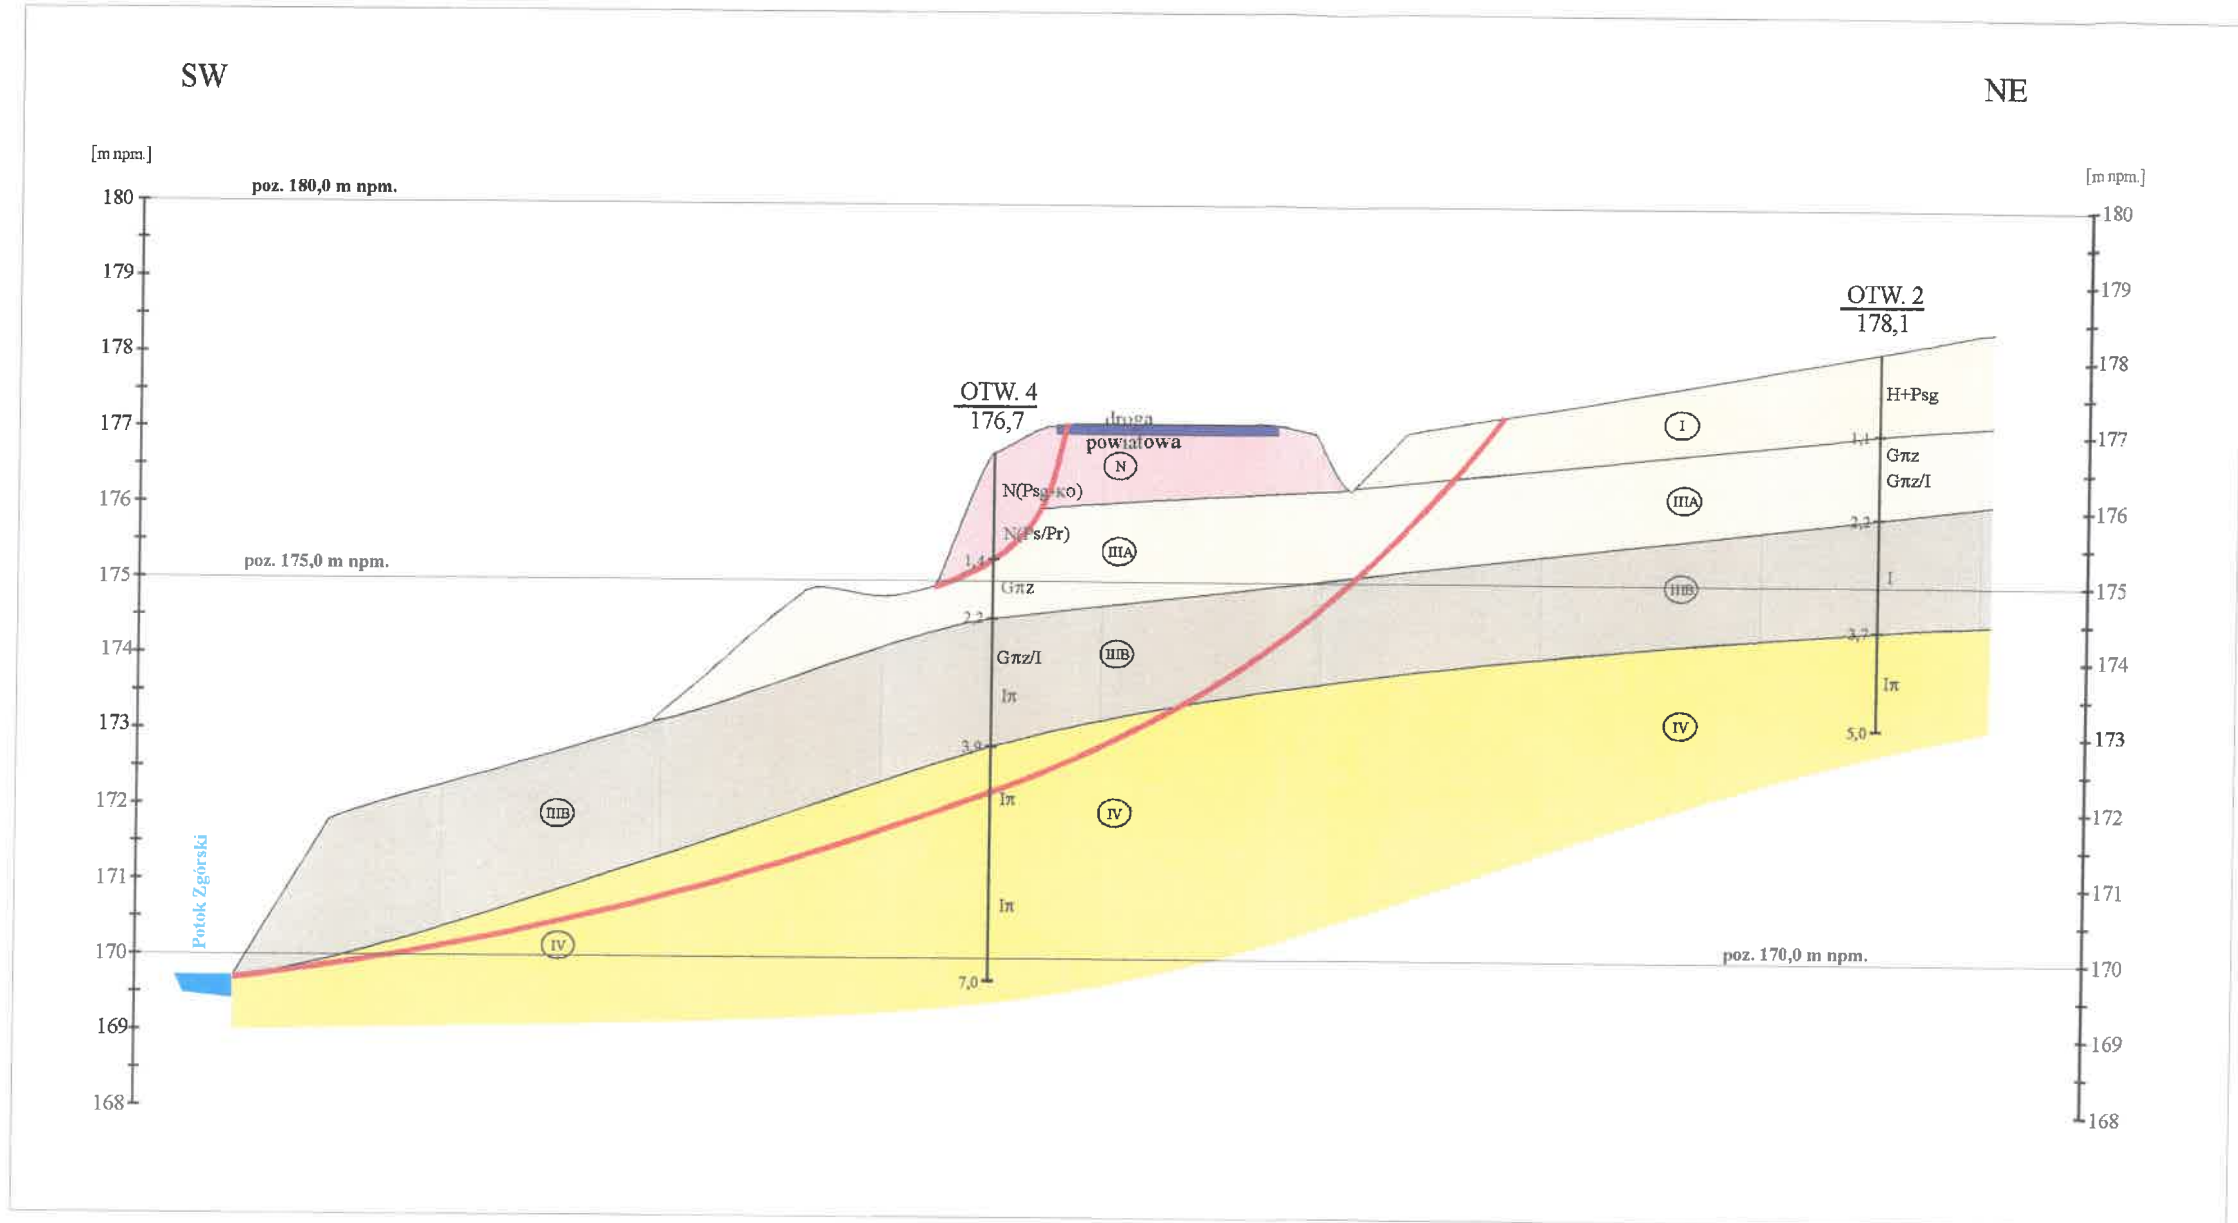 SW
NE
[m npm.]
[m npm.]
poz. 180,0 m npm.
180
179
178
177
176
175
174
173
172
171
170
169
168
180
179
178
177
176
175
174
173
172
171
170
169
168
OTW. 2
178,1
OTW. 4
176,7
droga
powiatowa
N
I
H+Psg
1,1
Gπz
Gπz/I
IIIA
2,2
I
IIIB
3,7
Iπ
IV
5,0
N(Psg+ko)
N(Ps/Pr)
1,4
IIIA
Gπz
2,2
Gπz/I
IIIB
Iπ
3,9
Iπ
IV
Iπ
7,0
poz. 175,0 m npm.
IIIB
IV
Potok Zgórski
poz. 170,0 m npm.